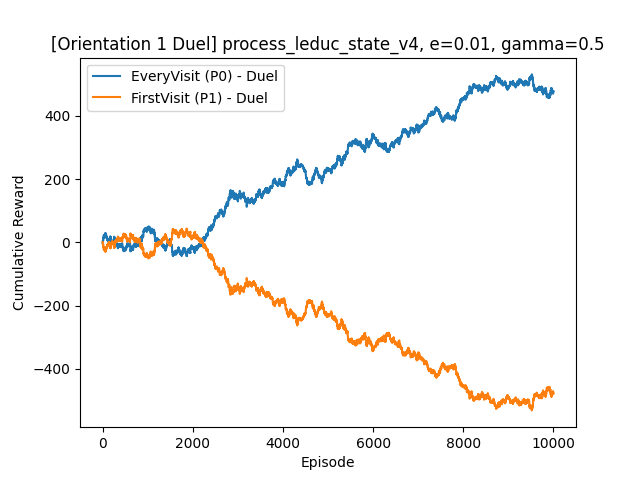 [Orientation 1 Duel] process_leduc_state_v4, e=0.01, gamma=0.5
EveryVisit (P0) - Duel
FirstVisit (P1) - Duel
Cumulative Reward
400
200
0
−200
−400
0 2000 4000 6000 8000 10000
Episode